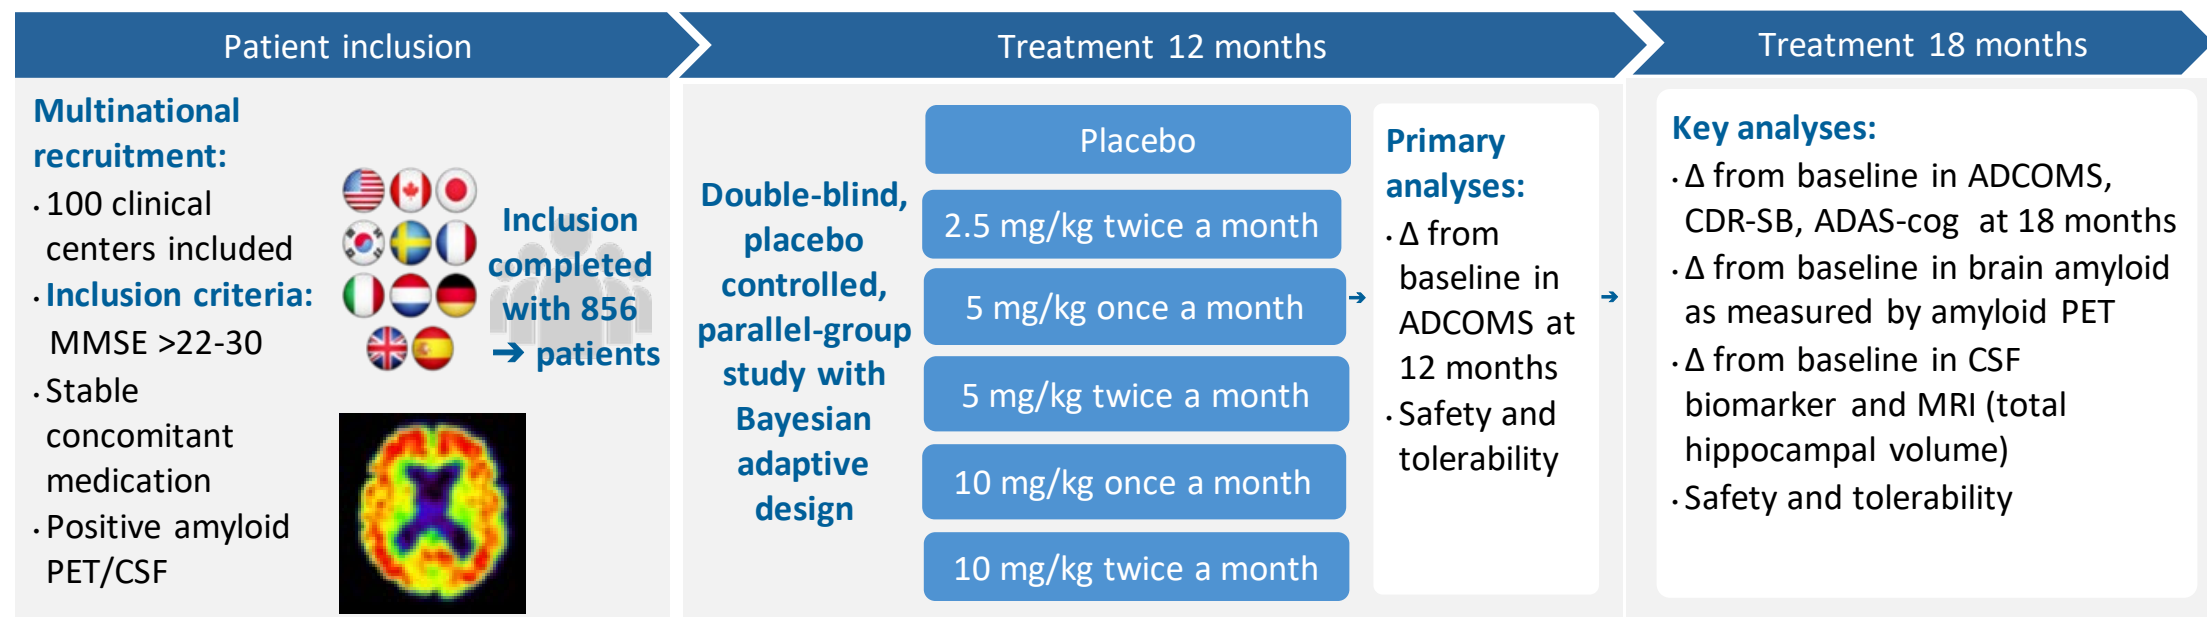 Patient inclusion
Treatment 12 months
Treatment 18 months
Multinational
recruitment:
· 100 clinical
centers included
· Inclusion criteria:
MMSE >22-30
· Stable
concomitant
medication
· Positive amyloid
PET/CSF
Inclusion
completed
with 856
➔ patients
Double-blind,
placebo
controlled,
parallel-group
study with
Bayesian
adaptive
design
Placebo
2.5 mg/kg twice a month
5 mg/kg once a month
5 mg/kg twice a month
10 mg/kg once a month
10 mg/kg twice a month
➔
Primary
analyses:
· Δ from
baseline in
ADCOMS at
12 months
· Safety and
tolerability
➔
Key analyses:
· Δ from baseline in ADCOMS,
CDR-SB, ADAS-cog at 18 months
· Δ from baseline in brain amyloid
as measured by amyloid PET
· Δ from baseline in CSF
biomarker and MRI (total
hippocampal volume)
· Safety and tolerability